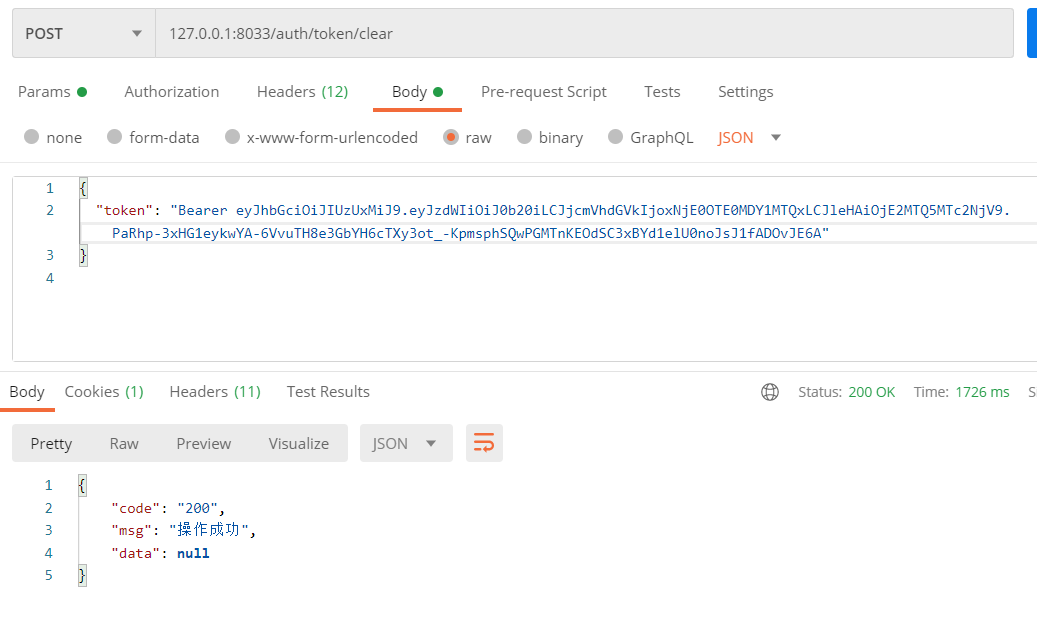 POST 127.0.0.1:8033/auth/token/clear
Params Authorization Headers (12) Body Pre-request Script Tests Settings
none form-data x-www-form-urlencoded raw binary GraphQL JSON
1 {
2 "token": "Bearer eyJhbGciOiJIUzUxMiJ9.eyJzdWIiOiJ0b20iLCJjcmVhdGVkIjoxNjE0OTE0MDY1MTQxLCJleHAiOjE2MTQ5MTc2NjV9.
PaRhp-3xHG1eykwYA-6VvuTH8e3GbYH6cTXy3ot_-KpmsphSQwPGMTnKEOdSC3xBYd1elU0noJsJ1fADOvJE6A"
3 }
4
Body Cookies (1) Headers (11) Test Results Status: 200 OK Time: 1726 ms
Pretty Raw Preview Visualize JSON
1 {
2 "code": "200",
3 "msg": "操作成功",
4 "data": null
5 }